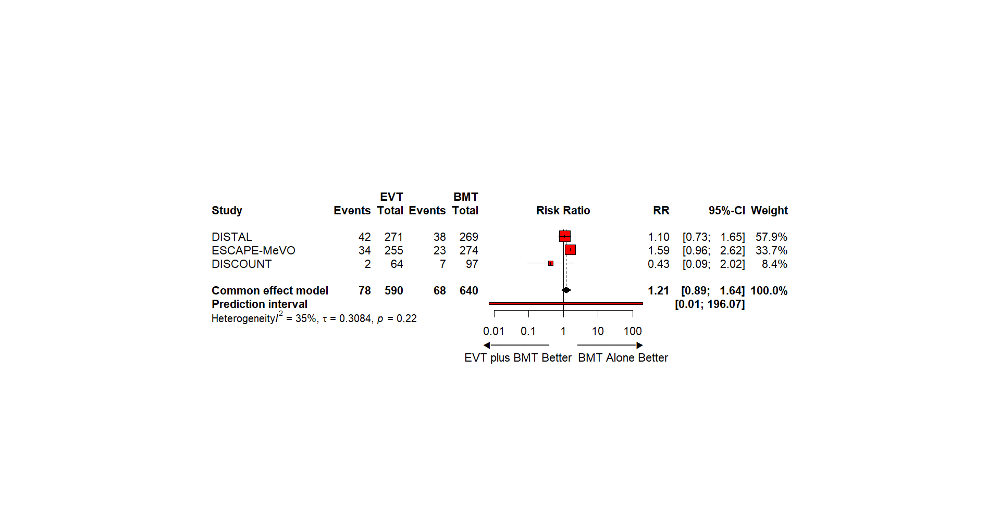 EVT BMT
Study Events Total Events Total Risk Ratio RR 95%-CI Weight
DISTAL 42 271 38 269 1.10 [0.73; 1.65] 57.9%
ESCAPE-MeVO 34 255 23 274 1.59 [0.96; 2.62] 33.7%
DISCOUNT 2 64 7 97 0.43 [0.09; 2.02] 8.4%
Common effect model 78 590 68 640 1.21 [0.89; 1.64] 100.0%
Prediction interval [0.01; 196.07]
Heterogeneity I² = 35%, τ = 0.3084, p = 0.22
0.01 0.1 1 10 100
EVT plus BMT Better BMT Alone Better